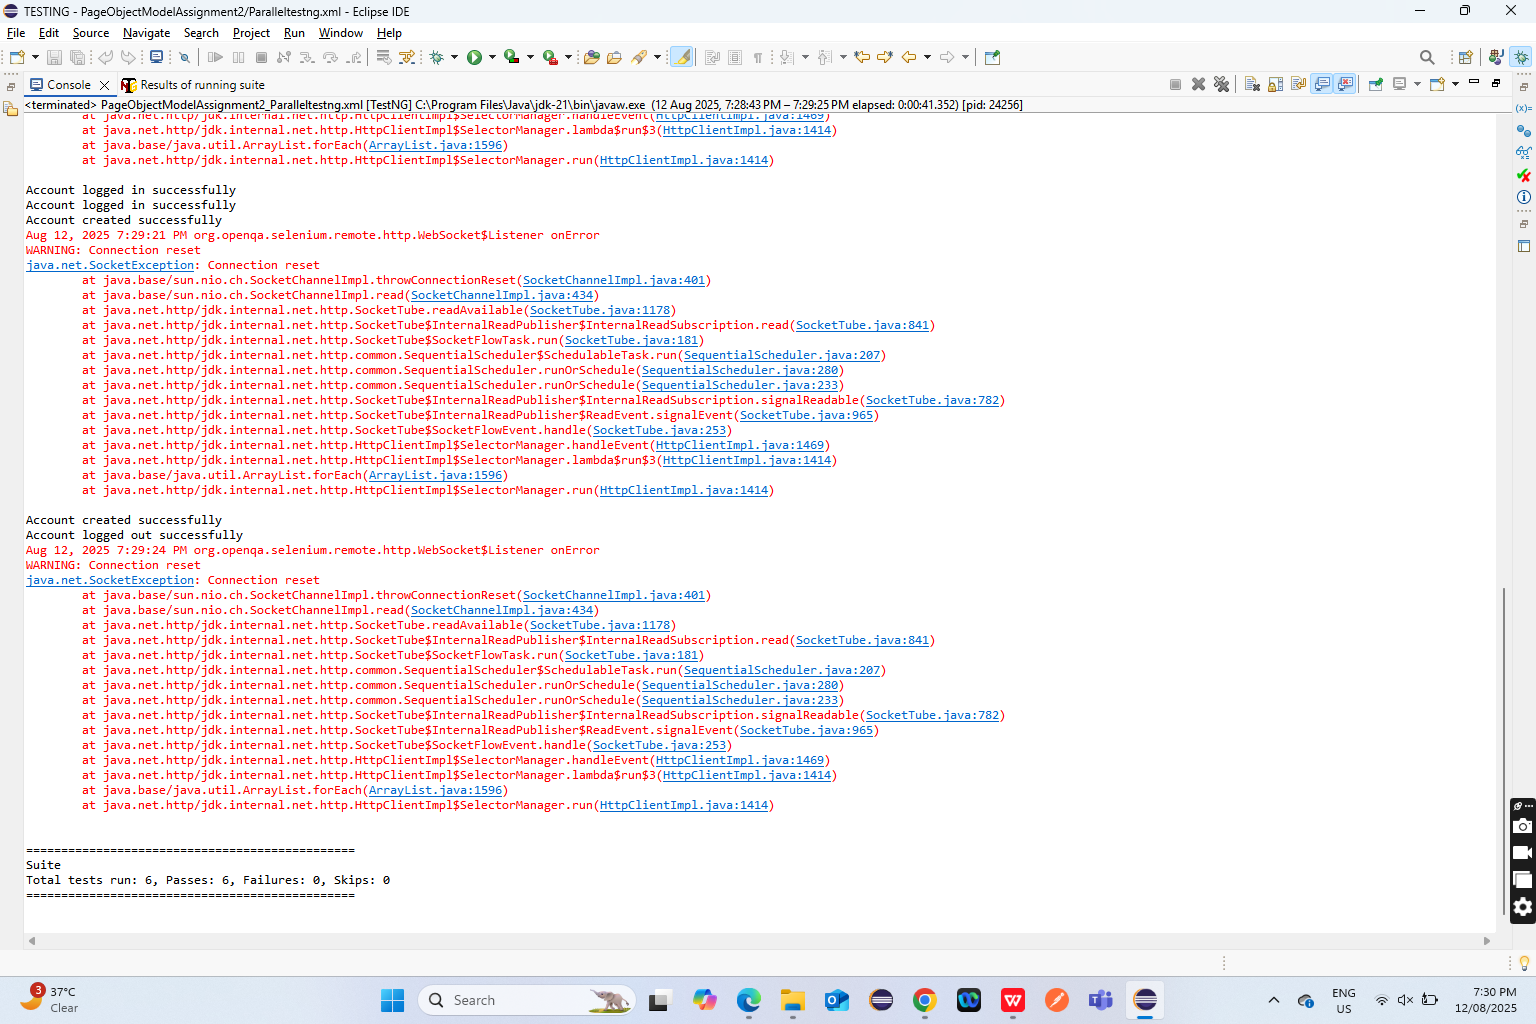 TESTING - PageObjectModelAssignment2/Paralleltestng.xml - Eclipse IDE
File Edit Source Navigate Search Project Run Window Help
Console Results of running suite
<terminated> PageObjectModelAssignment2_Paralleltestng.xml [TestNG] C:\Program Files\Java\jdk-21\bin\javaw.exe (12 Aug 2025, 7:28:43 PM – 7:29:25 PM elapsed: 0:00:41.352) [pid: 24256]
at java.net.http/jdk.internal.net.http.HttpClientImpl$SelectorManager.handleEvent(HttpClientImpl.java:1469)
at java.net.http/jdk.internal.net.http.HttpClientImpl$SelectorManager.lambda$run$3(HttpClientImpl.java:1414)
at java.base/java.util.ArrayList.forEach(ArrayList.java:1596)
at java.net.http/jdk.internal.net.http.HttpClientImpl$SelectorManager.run(HttpClientImpl.java:1414)
Account logged in successfully
Account logged in successfully
Account created successfully
Aug 12, 2025 7:29:21 PM org.openqa.selenium.remote.http.WebSocket$Listener onError
WARNING: Connection reset
java.net.SocketException: Connection reset
at java.base/sun.nio.ch.SocketChannelImpl.throwConnectionReset(SocketChannelImpl.java:401)
at java.base/sun.nio.ch.SocketChannelImpl.read(SocketChannelImpl.java:434)
at java.net.http/jdk.internal.net.http.SocketTube.readAvailable(SocketTube.java:1178)
at java.net.http/jdk.internal.net.http.SocketTube$InternalReadPublisher$InternalReadSubscription.read(SocketTube.java:841)
at java.net.http/jdk.internal.net.http.SocketTube$SocketFlowTask.run(SocketTube.java:181)
at java.net.http/jdk.internal.net.http.common.SequentialScheduler$SchedulableTask.run(SequentialScheduler.java:207)
at java.net.http/jdk.internal.net.http.common.SequentialScheduler.runOrSchedule(SequentialScheduler.java:280)
at java.net.http/jdk.internal.net.http.common.SequentialScheduler.runOrSchedule(SequentialScheduler.java:233)
at java.net.http/jdk.internal.net.http.SocketTube$InternalReadPublisher$InternalReadSubscription.signalReadable(SocketTube.java:782)
at java.net.http/jdk.internal.net.http.SocketTube$InternalReadPublisher$ReadEvent.signalEvent(SocketTube.java:965)
at java.net.http/jdk.internal.net.http.SocketTube$SocketFlowEvent.handle(SocketTube.java:253)
at java.net.http/jdk.internal.net.http.HttpClientImpl$SelectorManager.handleEvent(HttpClientImpl.java:1469)
at java.net.http/jdk.internal.net.http.HttpClientImpl$SelectorManager.lambda$run$3(HttpClientImpl.java:1414)
at java.base/java.util.ArrayList.forEach(ArrayList.java:1596)
at java.net.http/jdk.internal.net.http.HttpClientImpl$SelectorManager.run(HttpClientImpl.java:1414)
Account created successfully
Account logged out successfully
Aug 12, 2025 7:29:24 PM org.openqa.selenium.remote.http.WebSocket$Listener onError
WARNING: Connection reset
java.net.SocketException: Connection reset
at java.base/sun.nio.ch.SocketChannelImpl.throwConnectionReset(SocketChannelImpl.java:401)
at java.base/sun.nio.ch.SocketChannelImpl.read(SocketChannelImpl.java:434)
at java.net.http/jdk.internal.net.http.SocketTube.readAvailable(SocketTube.java:1178)
at java.net.http/jdk.internal.net.http.SocketTube$InternalReadPublisher$InternalReadSubscription.read(SocketTube.java:841)
at java.net.http/jdk.internal.net.http.SocketTube$SocketFlowTask.run(SocketTube.java:181)
at java.net.http/jdk.internal.net.http.common.SequentialScheduler$SchedulableTask.run(SequentialScheduler.java:207)
at java.net.http/jdk.internal.net.http.common.SequentialScheduler.runOrSchedule(SequentialScheduler.java:280)
at java.net.http/jdk.internal.net.http.common.SequentialScheduler.runOrSchedule(SequentialScheduler.java:233)
at java.net.http/jdk.internal.net.http.SocketTube$InternalReadPublisher$InternalReadSubscription.signalReadable(SocketTube.java:782)
at java.net.http/jdk.internal.net.http.SocketTube$InternalReadPublisher$ReadEvent.signalEvent(SocketTube.java:965)
at java.net.http/jdk.internal.net.http.SocketTube$SocketFlowEvent.handle(SocketTube.java:253)
at java.net.http/jdk.internal.net.http.HttpClientImpl$SelectorManager.handleEvent(HttpClientImpl.java:1469)
at java.net.http/jdk.internal.net.http.HttpClientImpl$SelectorManager.lambda$run$3(HttpClientImpl.java:1414)
at java.base/java.util.ArrayList.forEach(ArrayList.java:1596)
at java.net.http/jdk.internal.net.http.HttpClientImpl$SelectorManager.run(HttpClientImpl.java:1414)
===============================================
Suite
Total tests run: 6, Passes: 6, Failures: 0, Skips: 0
===============================================
3 37°C
Clear
Search
ENG
US
7:30 PM
12/08/2025